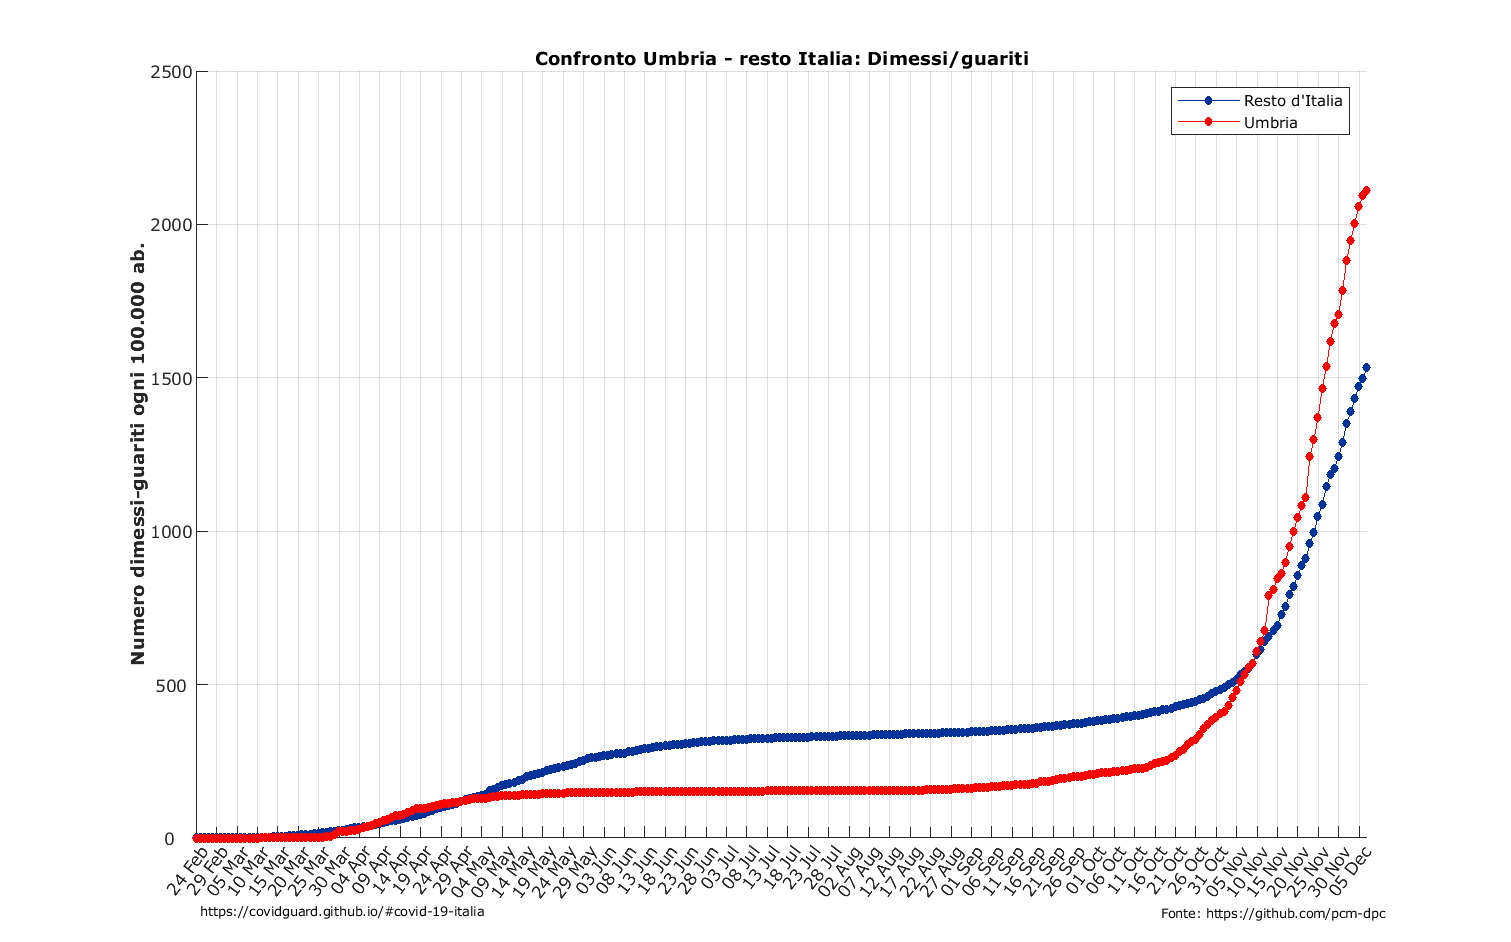 Confronto Umbria - resto Italia: Dimessi/guariti
Resto d'Italia
Umbria
Numero dimessi-guariti ogni 100.000 ab.
2500
2000
1500
1000
500
0
24 Feb
29 Feb
05 Mar
10 Mar
15 Mar
20 Mar
25 Mar
30 Mar
04 Apr
09 Apr
14 Apr
19 Apr
24 Apr
29 Apr
04 May
09 May
14 May
19 May
24 May
29 May
03 Jun
08 Jun
13 Jun
18 Jun
23 Jun
28 Jun
03 Jul
08 Jul
13 Jul
18 Jul
23 Jul
28 Jul
02 Aug
07 Aug
12 Aug
17 Aug
22 Aug
27 Aug
01 Sep
06 Sep
11 Sep
16 Sep
21 Sep
26 Sep
01 Oct
06 Oct
11 Oct
16 Oct
21 Oct
26 Oct
31 Oct
05 Nov
10 Nov
15 Nov
20 Nov
25 Nov
30 Nov
05 Dec
https://covidguard.github.io/#covid-19-italia
Fonte: https://github.com/pcm-dpc